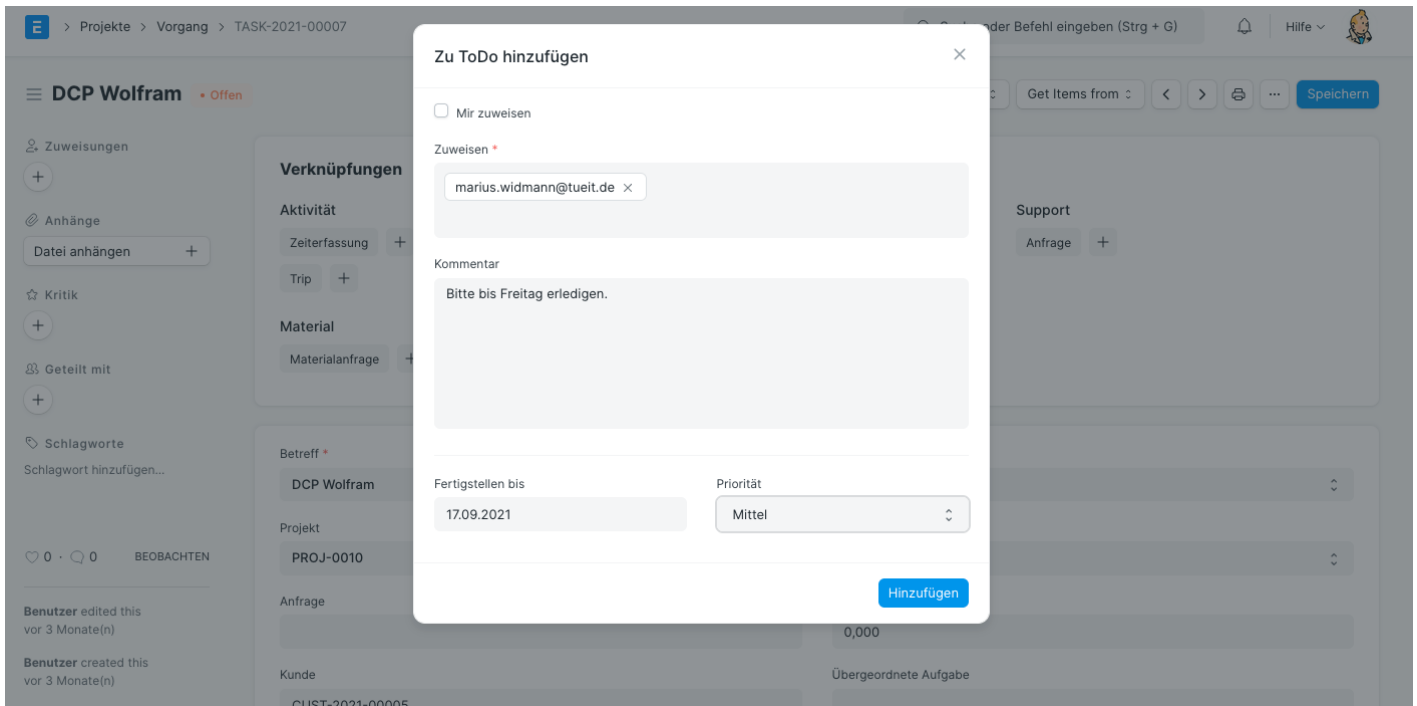 E > Projekte > Vorgang > TASK-2021-00007
oder Befehl eingeben (Strg + G)
Hilfe
DCP Wolfram • Offen
Get Items from
...
Speichern
Zuweisungen
+
Anhänge
Datei anhängen +
Kritik
+
Geteilt mit
+
Schlagworte
Schlagwort hinzufügen...
0 · 0 BEOBACHTEN
Benutzer edited this
vor 3 Monate(n)
Benutzer created this
vor 3 Monate(n)
Verknüpfungen
Aktivität
Zeiterfassung +
Trip +
Material
Materialanfrage +
Support
Anfrage +
Betreff *
DCP Wolfram
Projekt
PROJ-0010
Anfrage
0,000
Kunde
CUST-2021-00005
Übergeordnete Aufgabe
Zu ToDo hinzufügen
Mir zuweisen
Zuweisen *
marius.widmann@tueit.de ×
Kommentar
Bitte bis Freitag erledigen.
Fertigstellen bis
17.09.2021
Priorität
Mittel
Hinzufügen